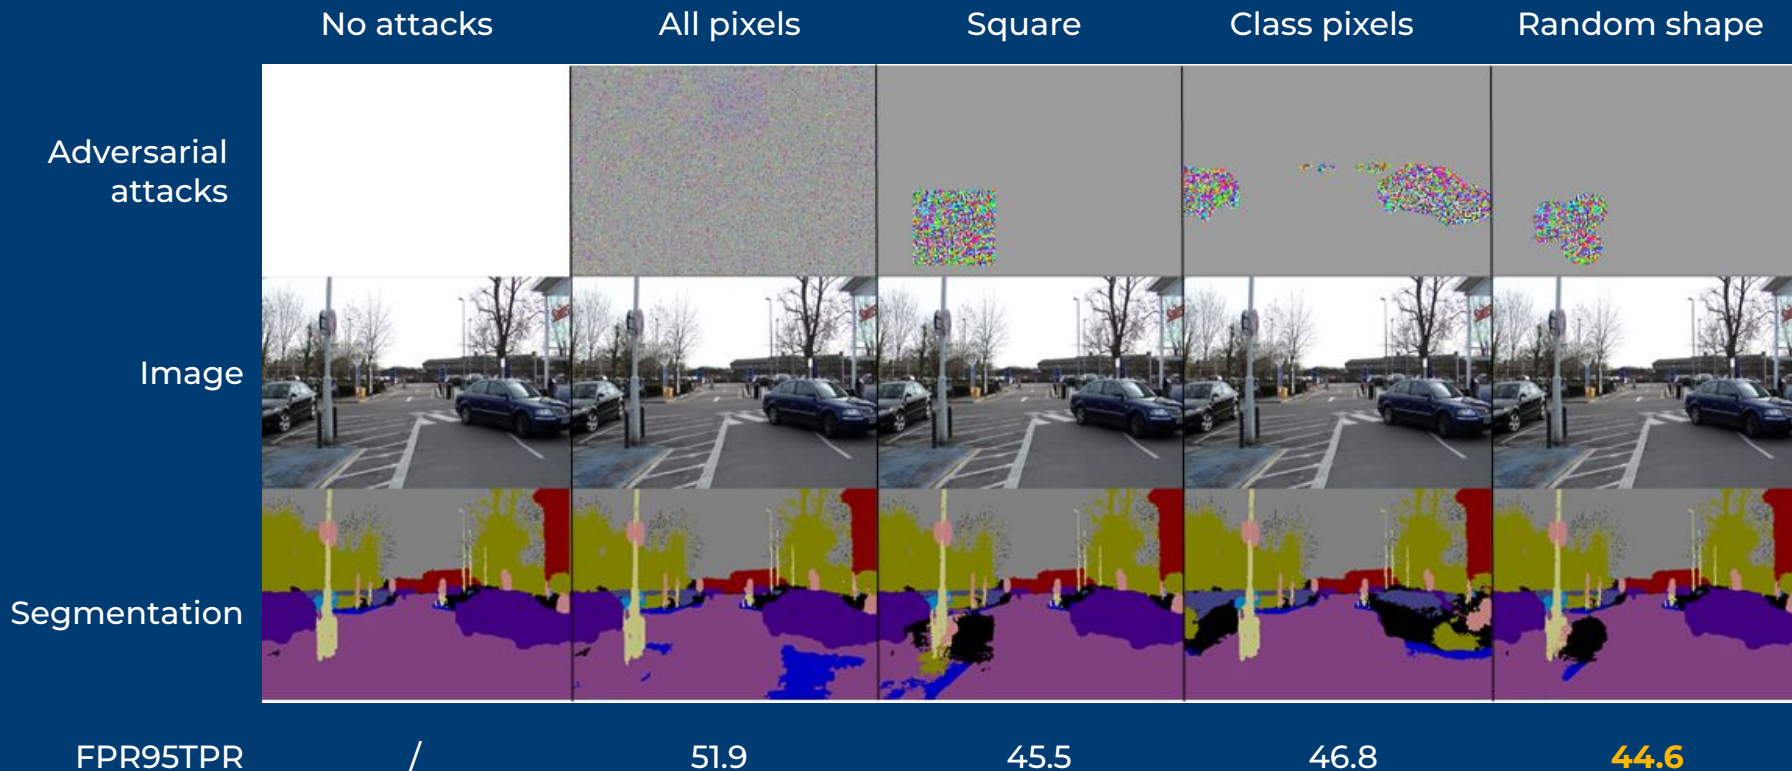 No attacks All pixels Square Class pixels Random shape
Adversarial
attacks
Image
Segmentation
FPR95TPR / 51.9 45.5 46.8 44.6